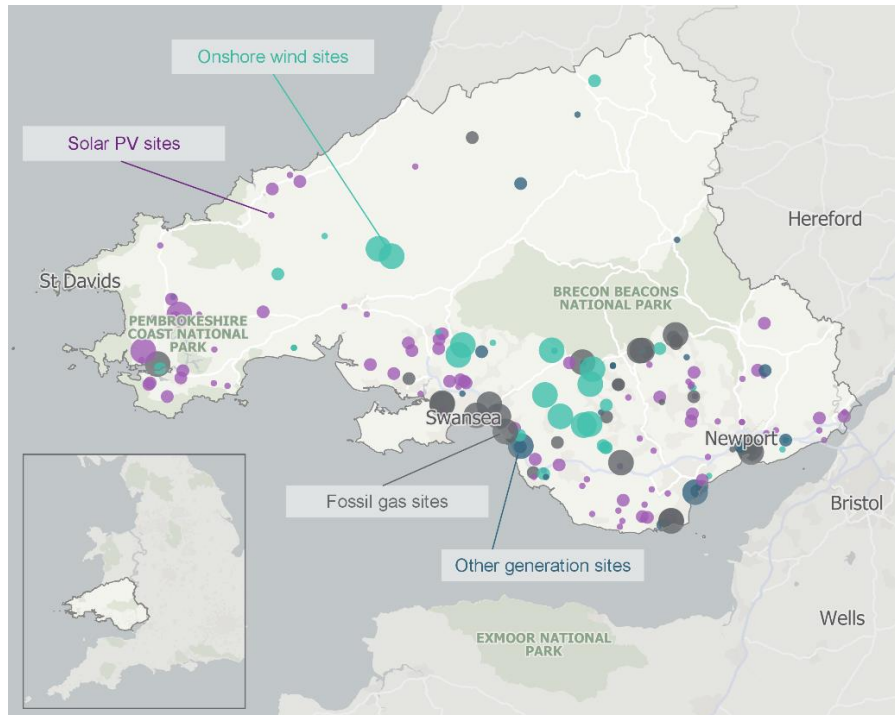 Onshore wind sites
Solar PV sites
Hereford
St Davids
BRECON BEACONS
NATIONAL PARK
PEMBROKESHIRE
COAST NATIONAL
PARK
Swansea
Newport
Fossil gas sites
Bristol
Other generation sites
Wells
EXMOOR NATIONAL
PARK